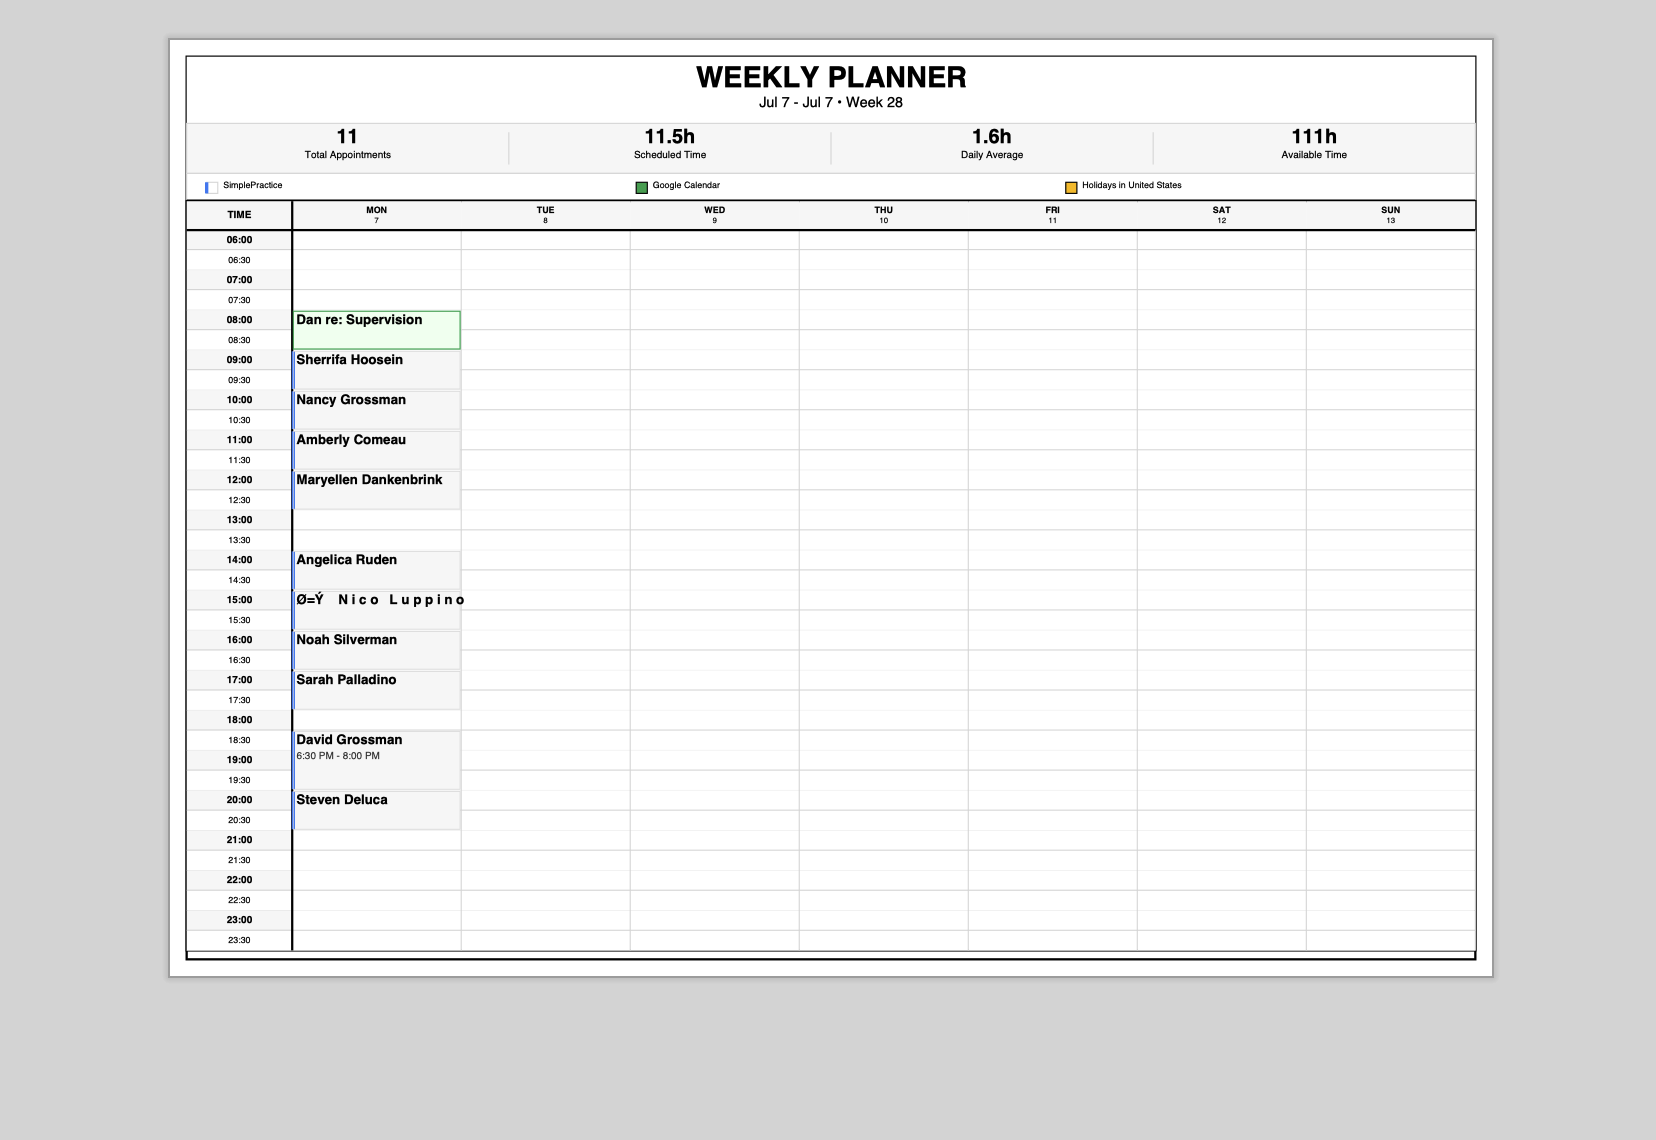 WEEKLY PLANNER
Jul 7 - Jul 7 • Week 28
11 11.5h 1.6h 111h
Total Appointments Scheduled Time Daily Average Available Time
SimplePractice Google Calendar Holidays in United States
TIME MON TUE WED THU FRI SAT SUN
7 8 9 10 11 12 13
06:00
06:30
07:00
07:30
08:00 Dan re: Supervision
08:30
09:00 Sherrifa Hoosein
09:30
10:00 Nancy Grossman
10:30
11:00 Amberly Comeau
11:30
12:00 Maryellen Dankenbrink
12:30
13:00
13:30
14:00 Angelica Ruden
14:30
15:00 Ø=Ý Nico Luppino
15:30
16:00 Noah Silverman
16:30
17:00 Sarah Palladino
17:30
18:00
18:30 David Grossman
19:00 6:30 PM - 8:00 PM
19:30
20:00 Steven Deluca
20:30
21:00
21:30
22:00
22:30
23:00
23:30